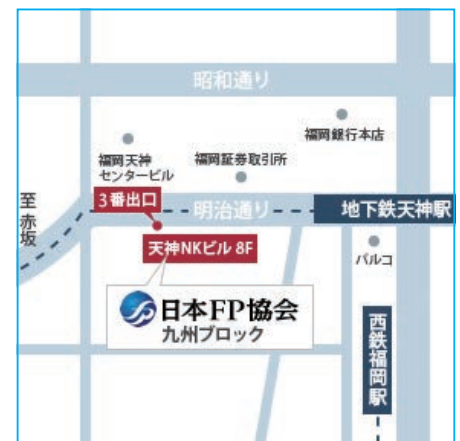 昭和通り
福岡銀行本店
福岡天神
センタービル
福岡証券取引所
3番出口
明治通り
地下鉄天神駅
至赤坂
天神NKビル 8F
パルコ
日本FP協会
九州ブロック
西鉄福岡駅